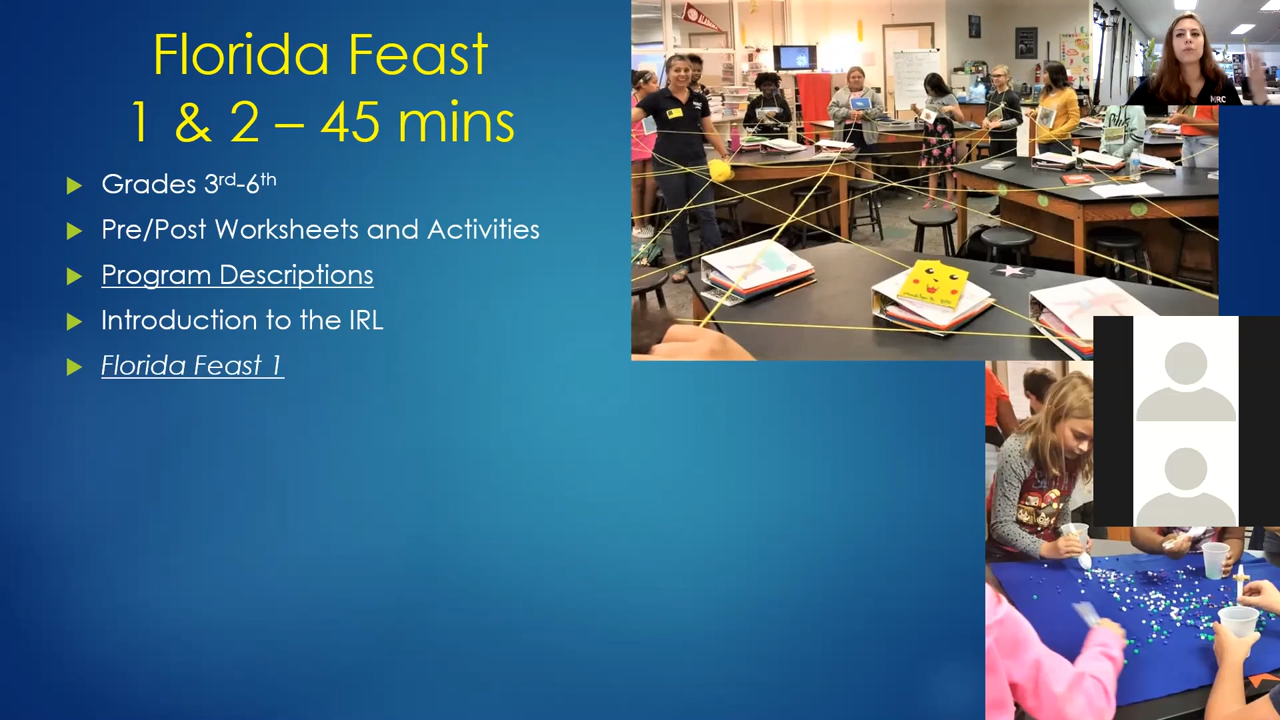 Florida Feast
1 & 2 – 45 mins
Grades 3rd-6th
Pre/Post Worksheets and Activities
Program Descriptions
Introduction to the IRL
Florida Feast 1